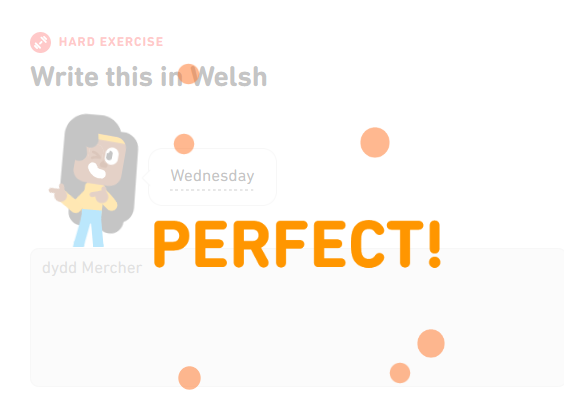 HARD EXERCISE
Write this in Welsh
Wednesday
PERFECT!
dydd Mercher